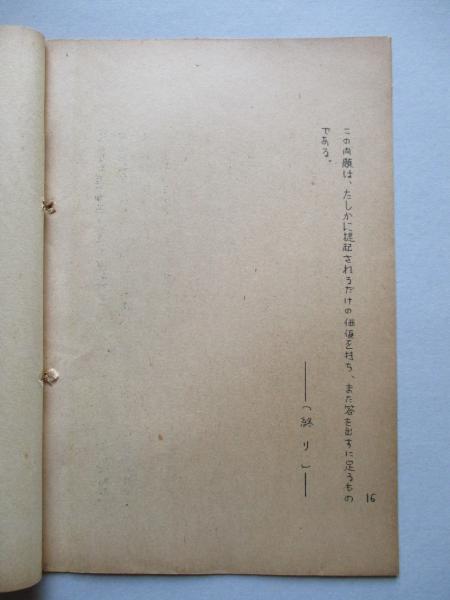 この問題は、たしかに提起されるだけの価値を持ち、また答を出すに足るもの
である。
——(終り)——
16